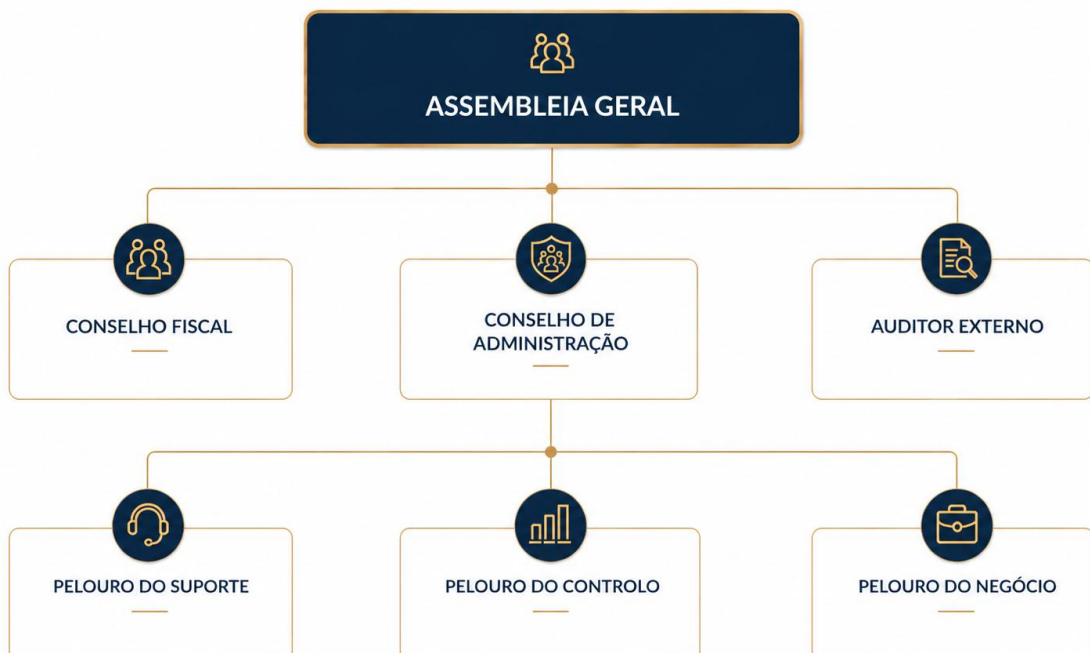 ASSEMBLEIA GERAL
CONSELHO FISCAL
CONSELHO DE
ADMINISTRAÇÃO
AUDITOR EXTERNO
PELOURO DO SUPORTE
PELOURO DO CONTROLO
PELOURO DO NEGÓCIO